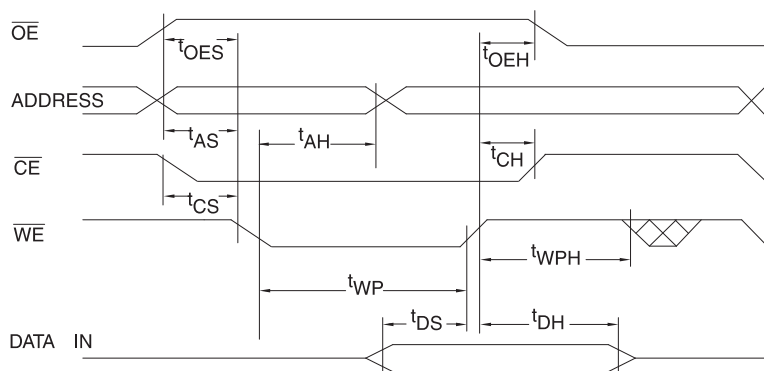 OE
tOES
tOEH
ADDRESS
tAS
tAH
tCH
CE
tCS
WE
tWPH
tWP
tDS
tDH
DATA IN